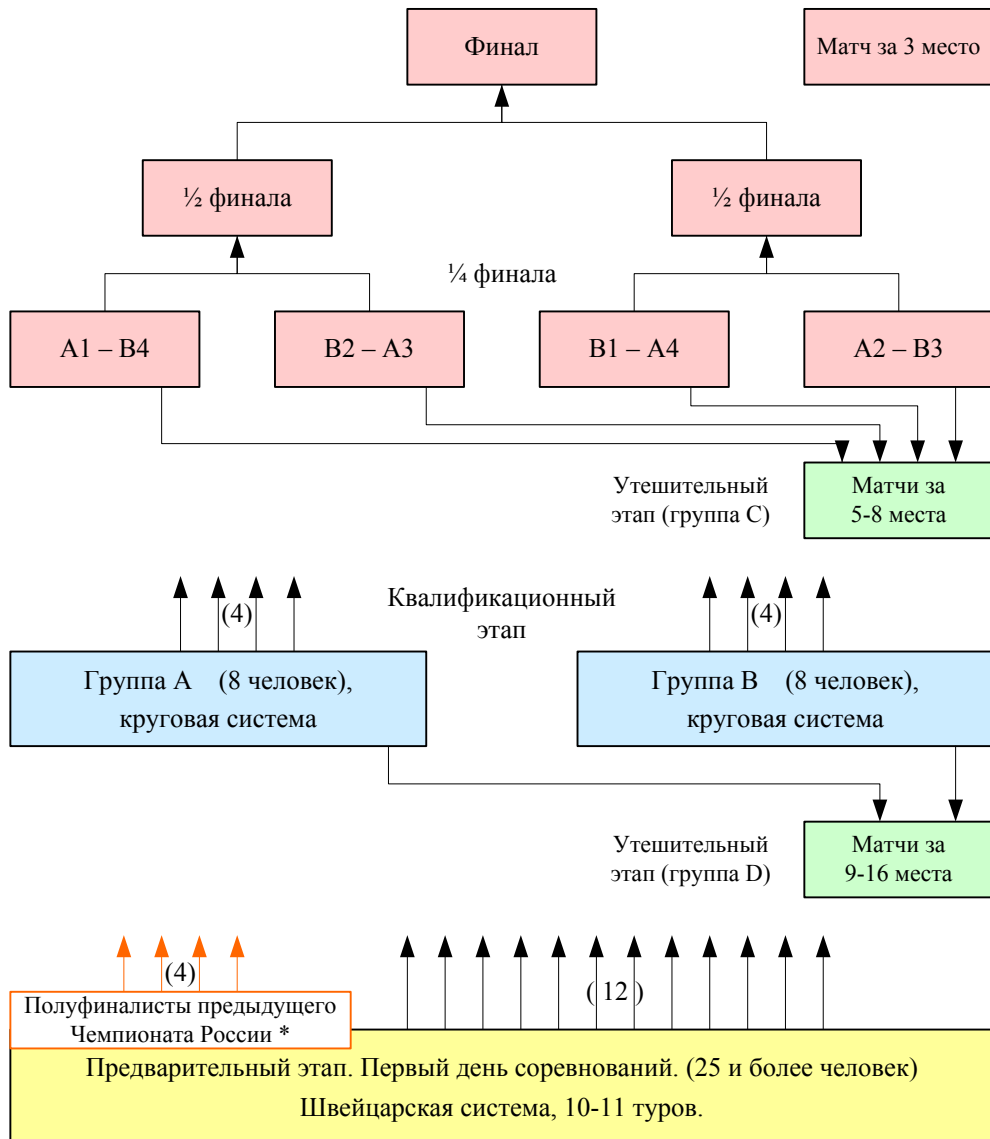 Финал
Матч за 3 место
½ финала
½ финала
¼ финала
A1 – B4
B2 – A3
B1 – A4
A2 – B3
Утешительный
этап (группа C)
Матчи за
5-8 места
(4)
Квалификационный
этап
(4)
Группа A (8 человек),
круговая система
Группа B (8 человек),
круговая система
Утешительный
этап (группа D)
Матчи за
9-16 места
(4)
( 12 )
Полуфиналисты предыдущего
Чемпионата России *
Предварительный этап. Первый день соревнований. (25 и более человек)
Швейцарская система, 10-11 туров.